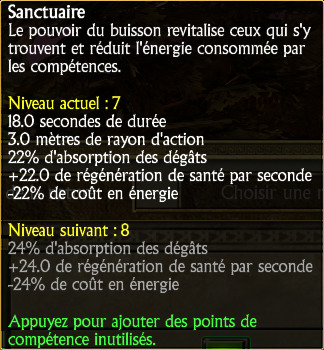 Sanctuaire
Le pouvoir du buisson revitalise ceux qui s'y
trouvent et réduit l'énergie consommée par
les compétences.
Niveau actuel : 7
18.0 secondes de durée
3.0 mètres de rayon d'action
22% d'absorption des dégâts
+22.0 de régénération de santé par seconde
-22% de coût en énergie
Choisir une
Niveau suivant : 8
24% d'absorption des dégâts
+24.0 de régénération de santé par seconde
-24% de coût en énergie
Appuyez pour ajouter des points de
compétence inutilisés.